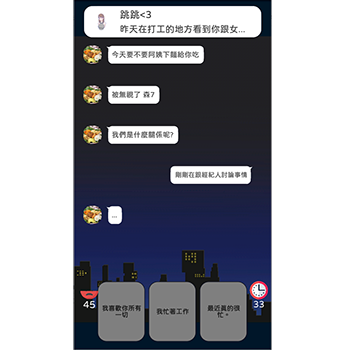 跳跳<3
昨天在打工的地方看到你跟女...
今天要不要阿姨下麵給你吃
被無視了 森7
我們是什麼關係呢?
剛剛在跟經紀人討論事情
...
45
我喜歡你所有
一切
我忙著工作
最近真的很
忙。
33